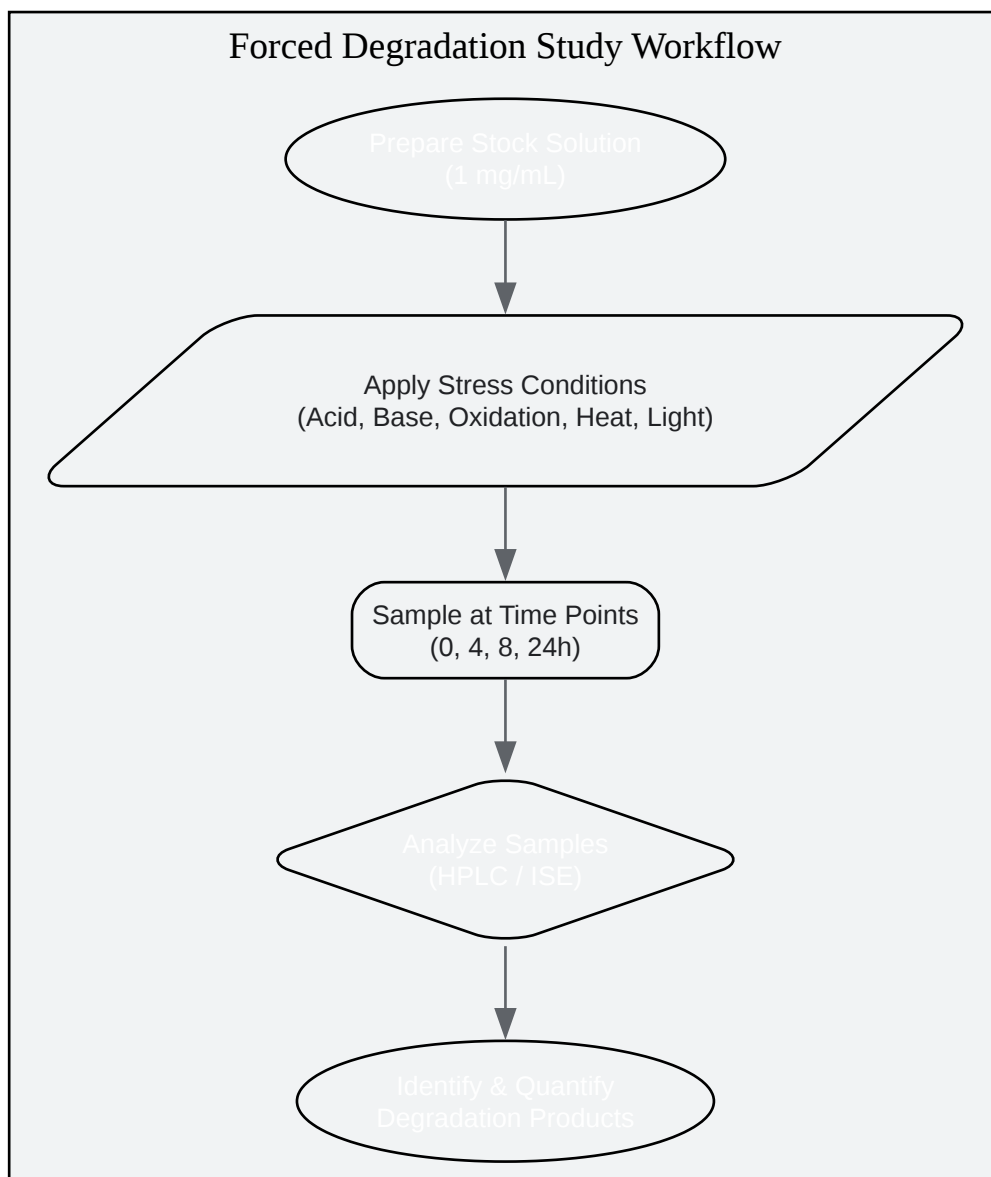 Forced Degradation Study Workflow
Prepare Stock Solution
(1 mg/mL)
Apply Stress Conditions
(Acid, Base, Oxidation, Heat, Light)
Sample at Time Points
(0, 4, 8, 24h)
Analyze Samples
(HPLC / ISE)
Identify & Quantify
Degradation Products